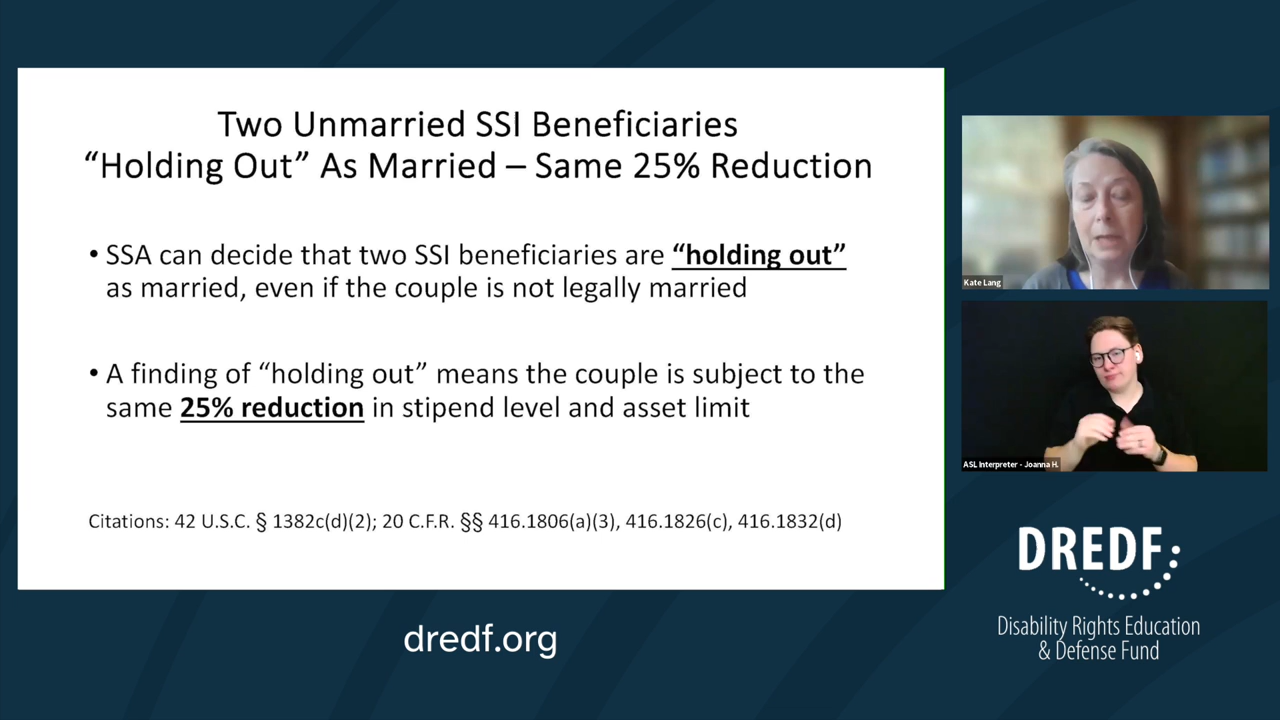 Two Unmarried SSI Beneficiaries
“Holding Out” As Married – Same 25% Reduction
• SSA can decide that two SSI beneficiaries are “holding out”
as married, even if the couple is not legally married
• A finding of “holding out” means the couple is subject to the
same 25% reduction in stipend level and asset limit
Citations: 42 U.S.C. § 1382c(d)(2); 20 C.F.R. §§ 416.1806(a)(3), 416.1826(c), 416.1832(d)
Kate Lang
ASL Interpreter - Joanna H.
DREDF
Disability Rights Education
& Defense Fund
dredf.org